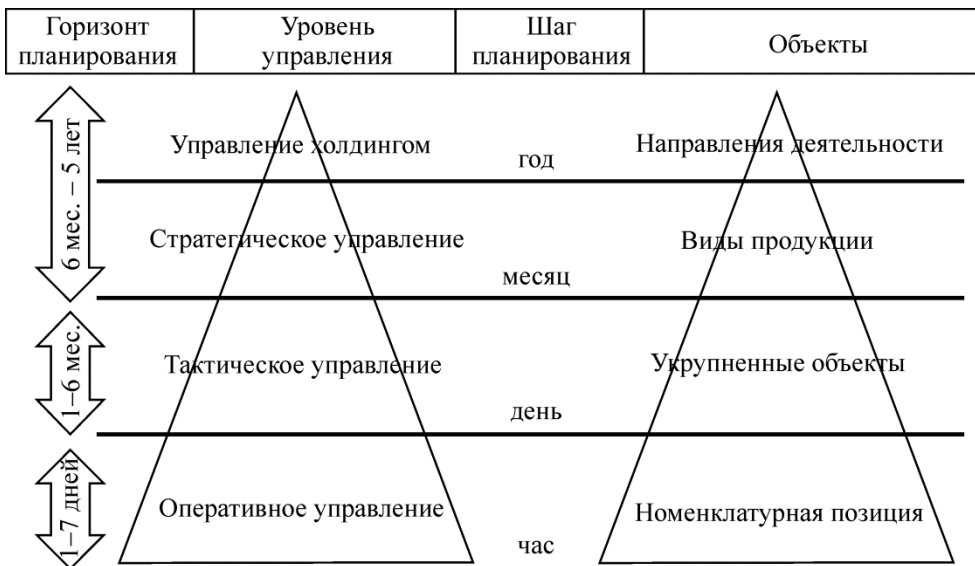 Горизонт
планирования
Уровень
управления
Шаг
планирования
Объекты
6 мес. – 5 лет
Управление холдингом
год
Направления деятельности
Стратегическое управление
месяц
Виды продукции
1–6 мес.
Тактическое управление
день
Укрупненные объекты
1–7 дней
Оперативное управление
час
Номенклатурная позиция